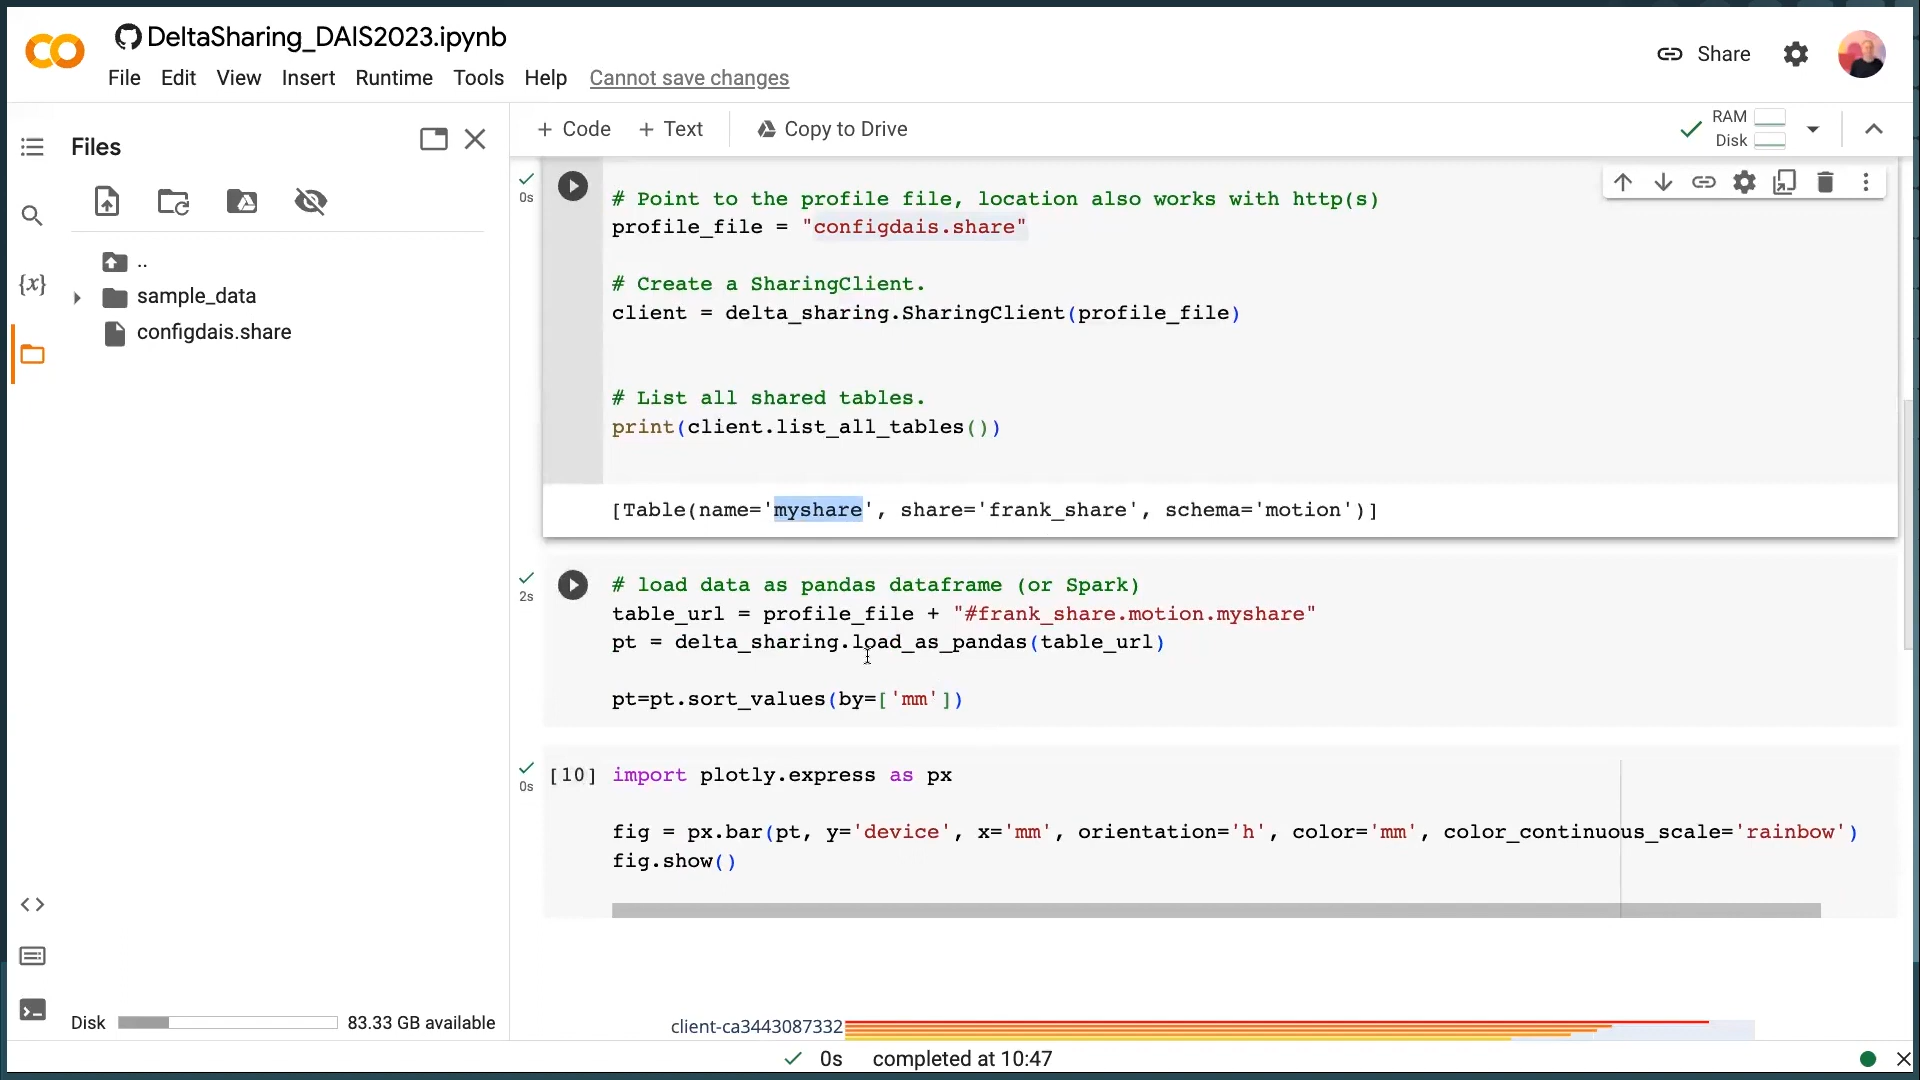 DeltaSharing_DAIS2023.ipynb
File Edit View Insert Runtime Tools Help Cannot save changes
Share
Files
+ Code + Text Copy to Drive
RAM
Disk
..
sample_data
configdais.share
{x}
0s
# Point to the profile file, location also works with http(s)
profile_file = "configdais.share"
# Create a SharingClient.
client = delta_sharing.SharingClient(profile_file)
# List all shared tables.
print(client.list_all_tables())
[Table(name='myshare', share='frank_share', schema='motion')]
2s
# load data as pandas dataframe (or Spark)
table_url = profile_file + "#frank_share.motion.myshare"
pt = delta_sharing.load_as_pandas(table_url)
pt=pt.sort_values(by=['mm'])
0s
[10] import plotly.express as px
fig = px.bar(pt, y='device', x='mm', orientation='h', color='mm', color_continuous_scale='rainbow')
fig.show()
client-ca3443087332
Disk 83.33 GB available
0s completed at 10:47